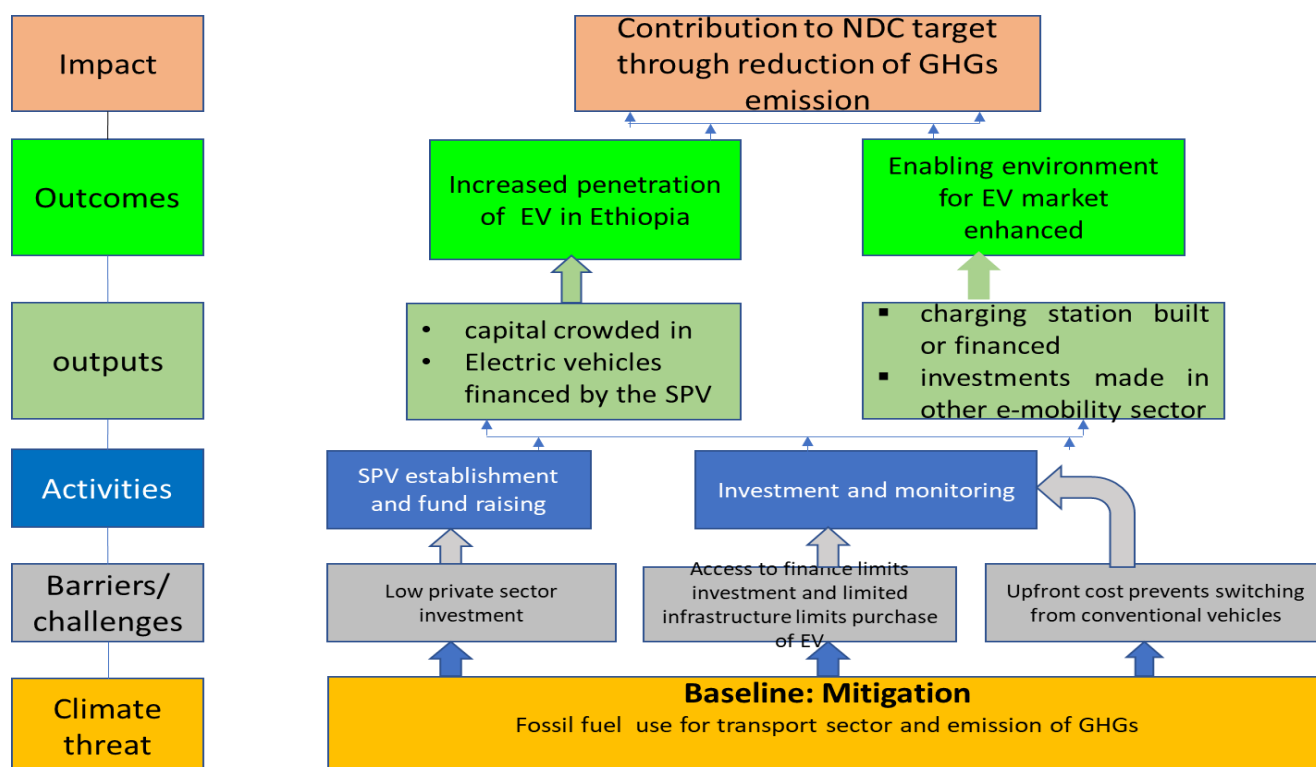 Impact
Contribution to NDC target
through reduction of GHGs
emission
Outcomes
Increased penetration
of EV in Ethiopia
Enabling environment
for EV market
enhanced
outputs
• capital crowded in
• Electric vehicles
financed by the SPV
▪ charging station built
or financed
▪ investments made in
other e-mobility sector
Activities
SPV establishment
and fund raising
Investment and monitoring
Barriers/
challenges
Low private sector
investment
Access to finance limits
investment and limited
infrastructure limits purchase
of EV
Upfront cost prevents switching
from conventional vehicles
Climate
threat
Baseline: Mitigation
Fossil fuel use for transport sector and emission of GHGs